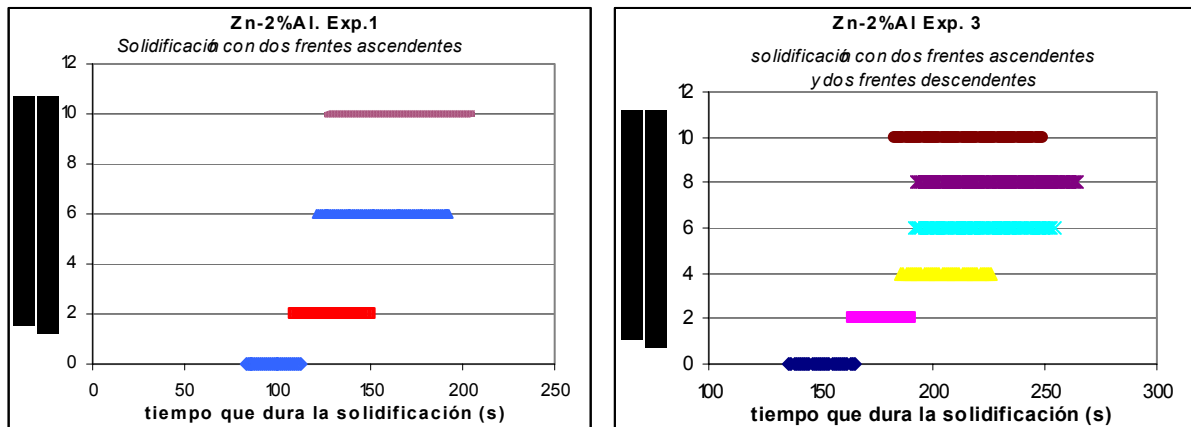 Zn-2%Al. Exp.1
Solidificación con dos frentes ascendentes
12
10
8
6
4
2
0
0 50 100 150 200 250
tiempo que dura la solidificación (s)
Zn-2%Al Exp. 3
solidificación con dos frentes ascendentes
y dos frentes descendentes
12
10
8
6
4
2
0
100 150 200 250 300
tiempo que dura la solidificación (s)